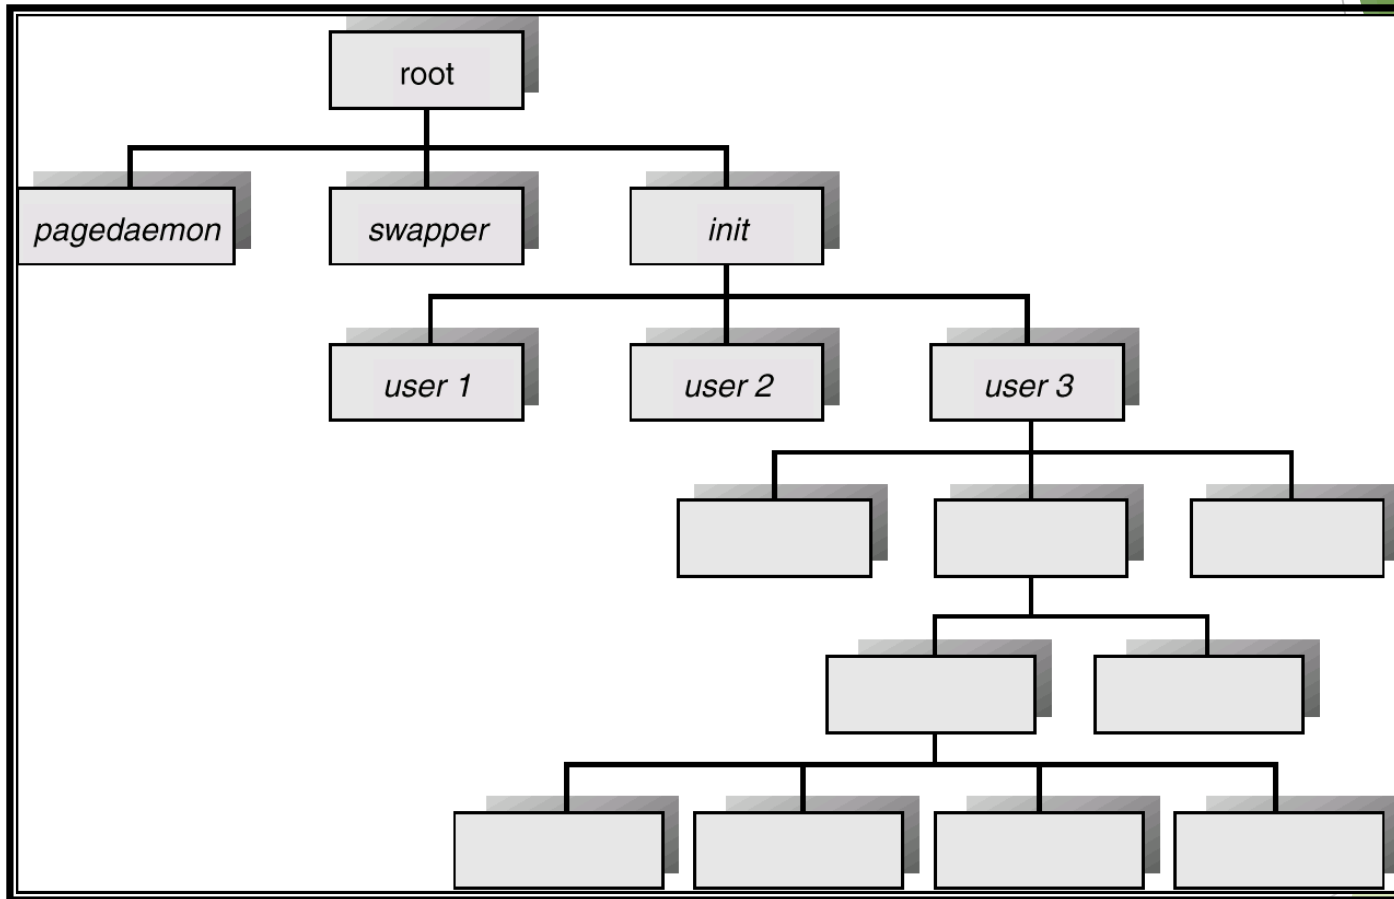 root
pagedaemon
swapper
init
user 1
user 2
user 3